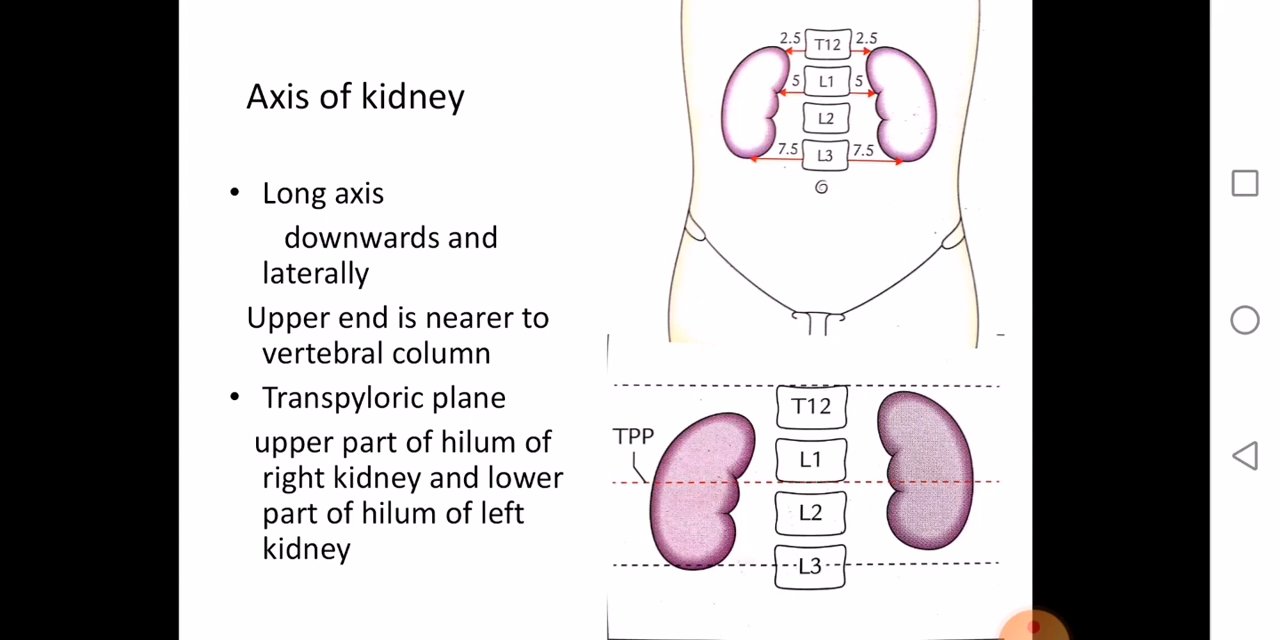 Axis of kidney
• Long axis
downwards and
laterally
Upper end is nearer to
vertebral column
• Transpyloric plane
upper part of hilum of
right kidney and lower
part of hilum of left
kidney
2.5 T12 2.5
5 L1 5
L2
7.5 L3 7.5
TPP
T12
L1
L2
L3